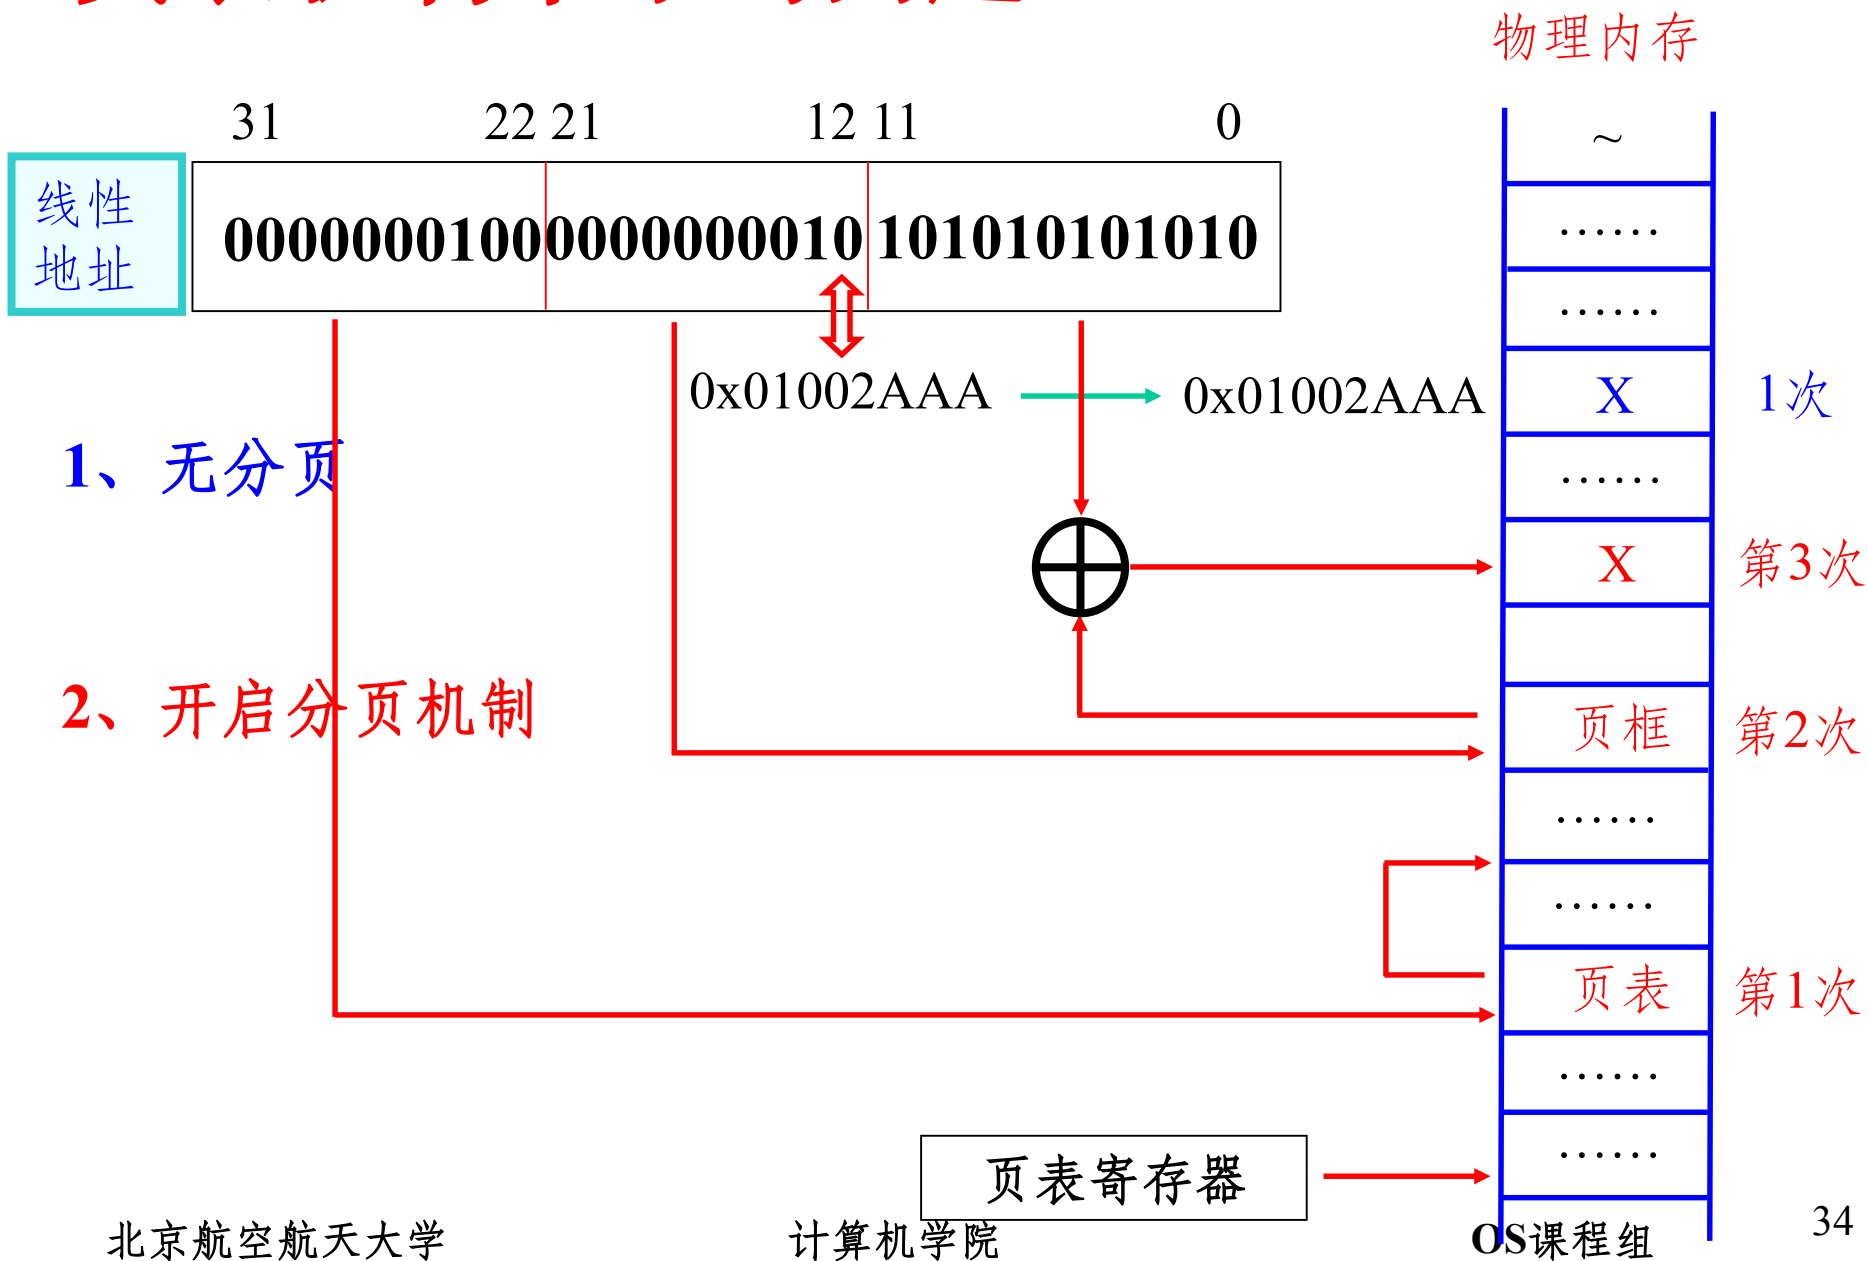 物理内存
31 22 21 12 11 0
~
线性
地址
0000000100 0000000010 101010101010
……
……
0x01002AAA 0x01002AAA X 1次
1、无分页
……
X 第3次
2、开启分页机制
页框 第2次
……
……
页表 第1次
……
……
页表寄存器
北京航空航天大学 计算机学院 OS课程组 34